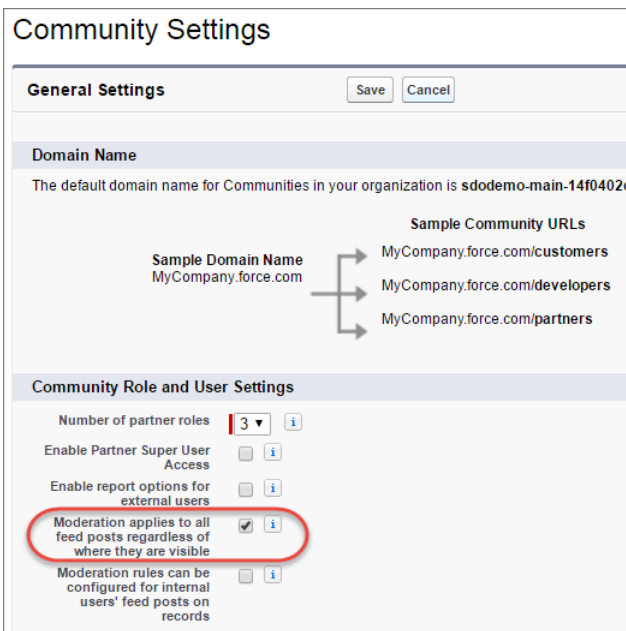 Community Settings
General Settings
Save
Cancel
Domain Name
The default domain name for Communities in your organization is sdodemo-main-14f0402
Sample Community URLs
Sample Domain Name
MyCompany.force.com
MyCompany.force.com/customers
MyCompany.force.com/developers
MyCompany.force.com/partners
Community Role and User Settings
Number of partner roles 3
Enable Partner Super User
Access
Enable report options for
external users
Moderation applies to all
feed posts regardless of
where they are visible
Moderation rules can be
configured for internal
users' feed posts on
records